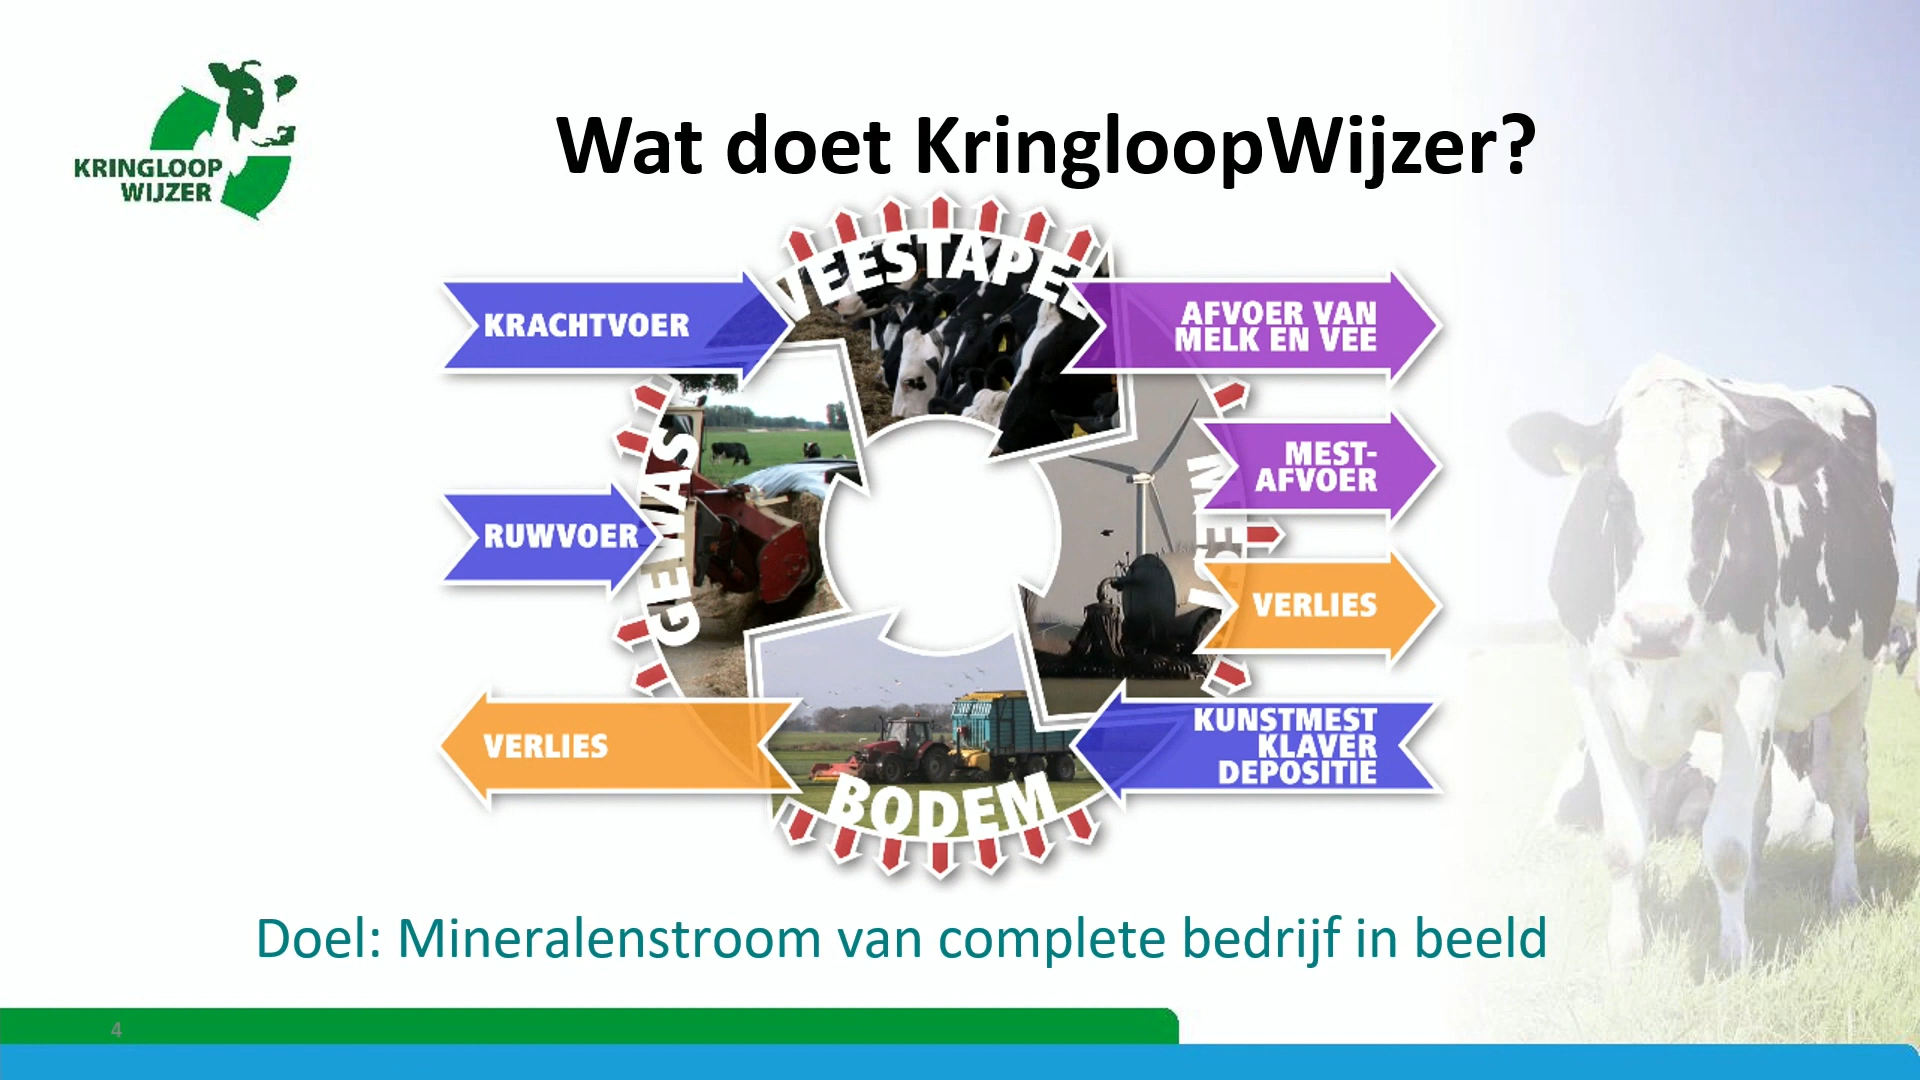 KRINGLOOP
WIJZER
Wat doet KringloopWijzer?
VEESTAPEL
KRACHTVOER
AFVOER VAN
MELK EN VEE
MEST-
AFVOER
GEWAS
RUWVOER
MEST
VERLIES
VERLIES
KUNSTMEST
KLAVER
DEPOSITIE
BODEM
Doel: Mineralenstroom van complete bedrijf in beeld
4